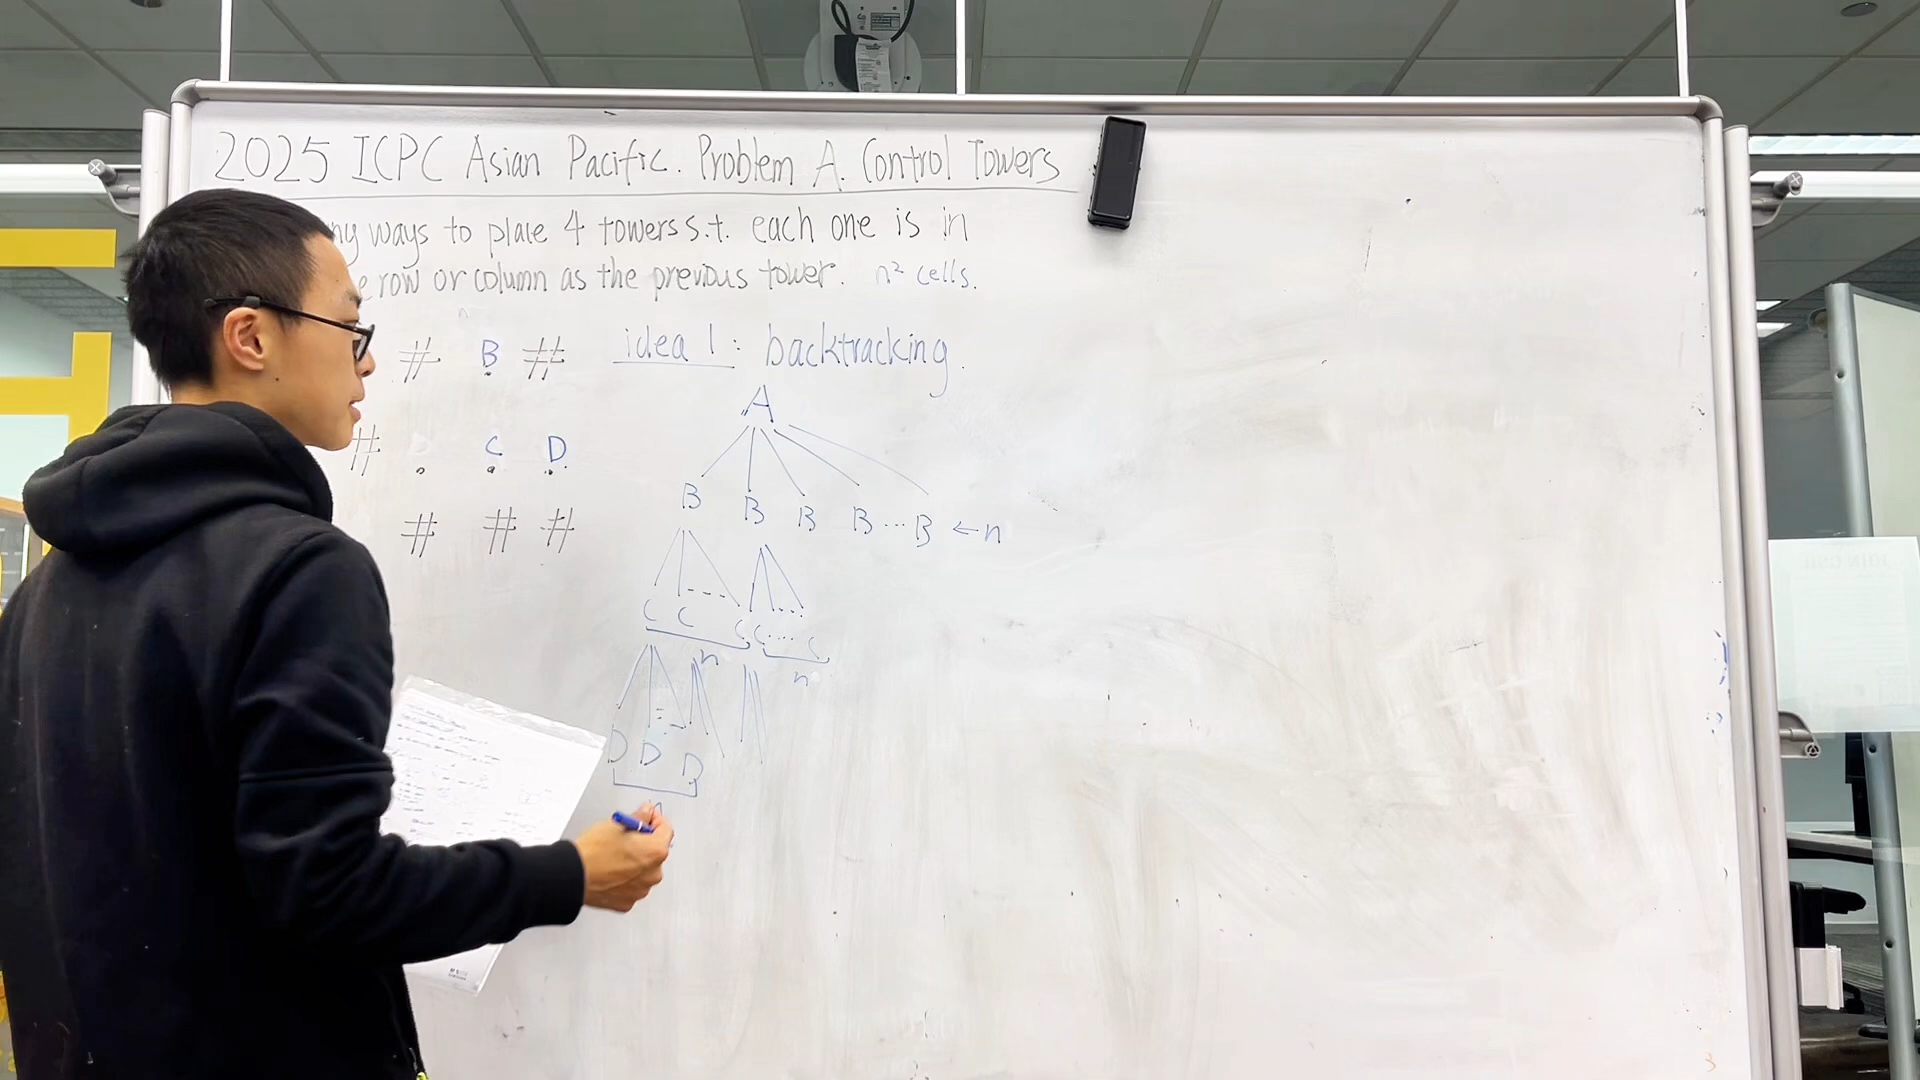 2025 ICPC Asian Pacific. Problem A. Control Towers
ny ways to place 4 towers s.t. each one is in
e row or column as the previous tower. n² cells.
# B ##
idea 1: backtracking.
A
# D C D
B B B B ... B ← n
# # #
C C C C .... C
n n
D D D
n